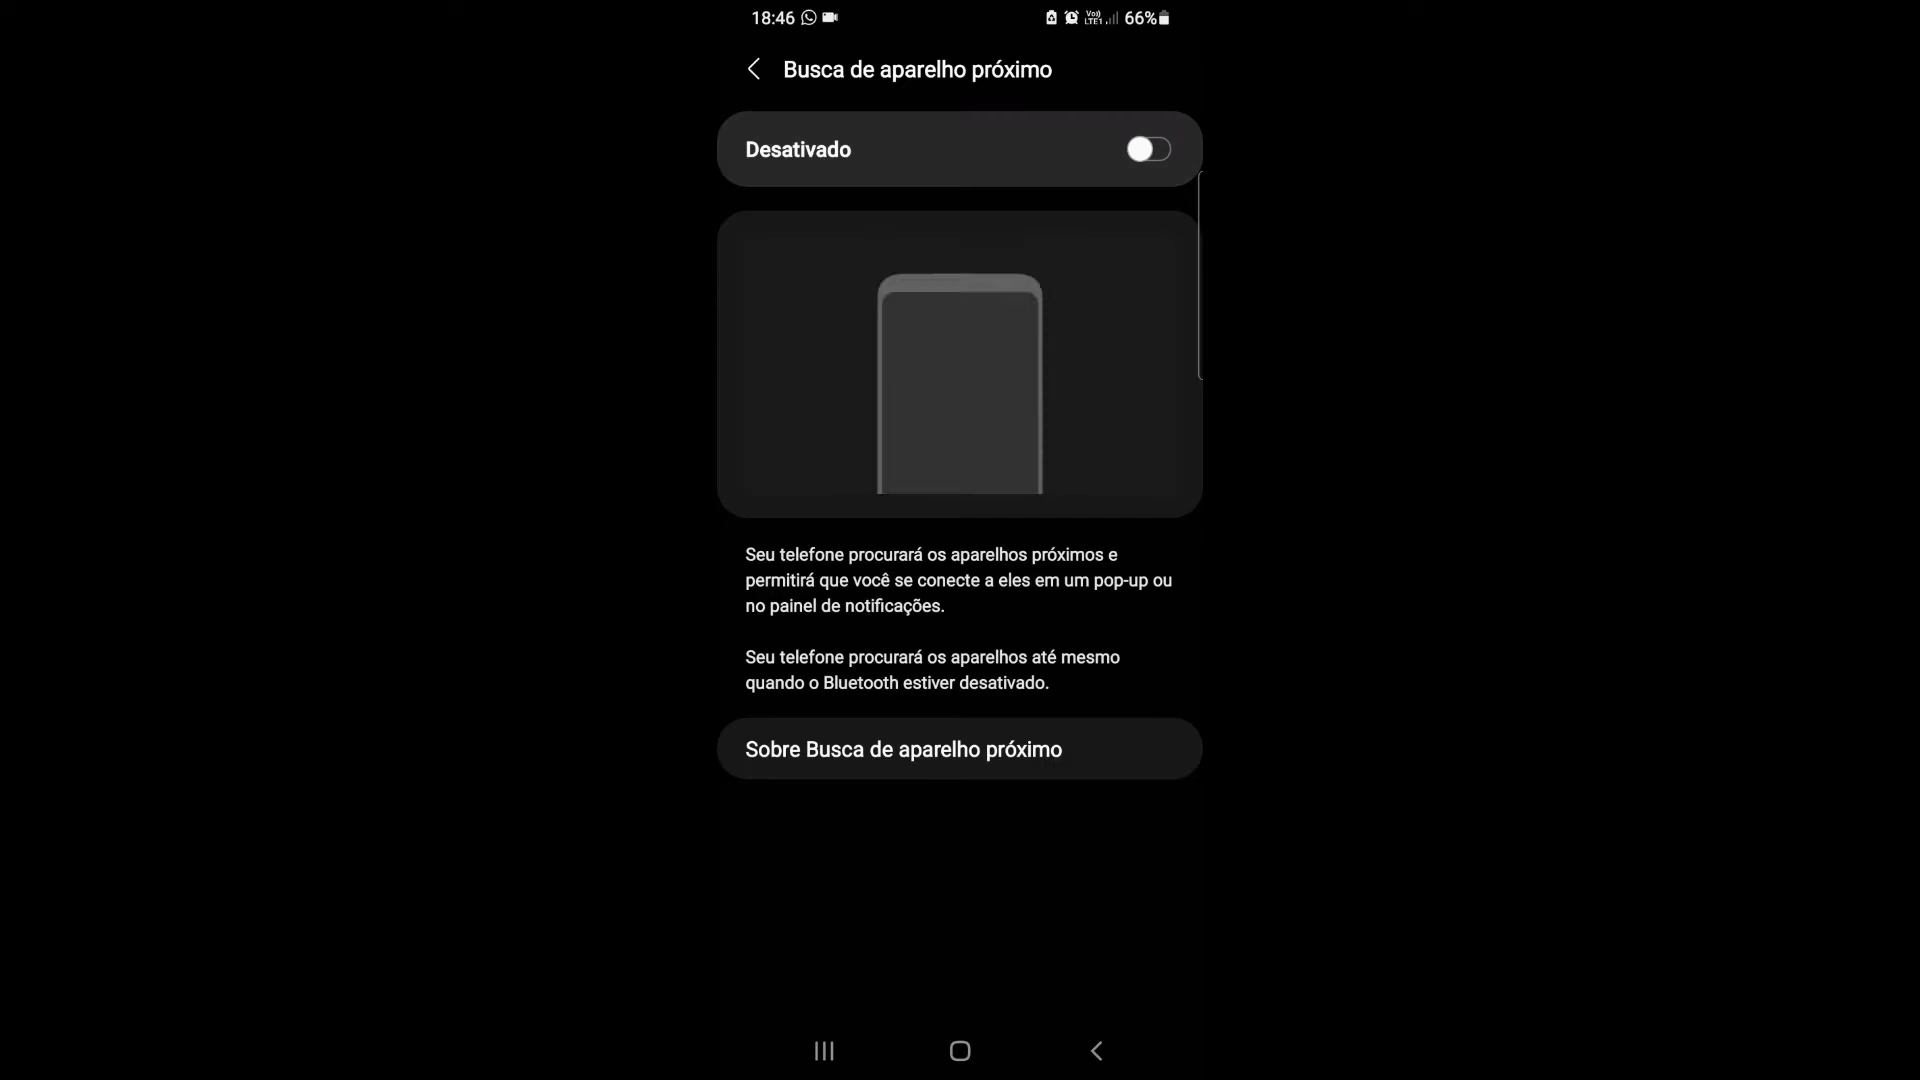 18:46 66%
Busca de aparelho próximo
Desativado
Seu telefone procurará os aparelhos próximos e
permitirá que você se conecte a eles em um pop-up ou
no painel de notificações.
Seu telefone procurará os aparelhos até mesmo
quando o Bluetooth estiver desativado.
Sobre Busca de aparelho próximo